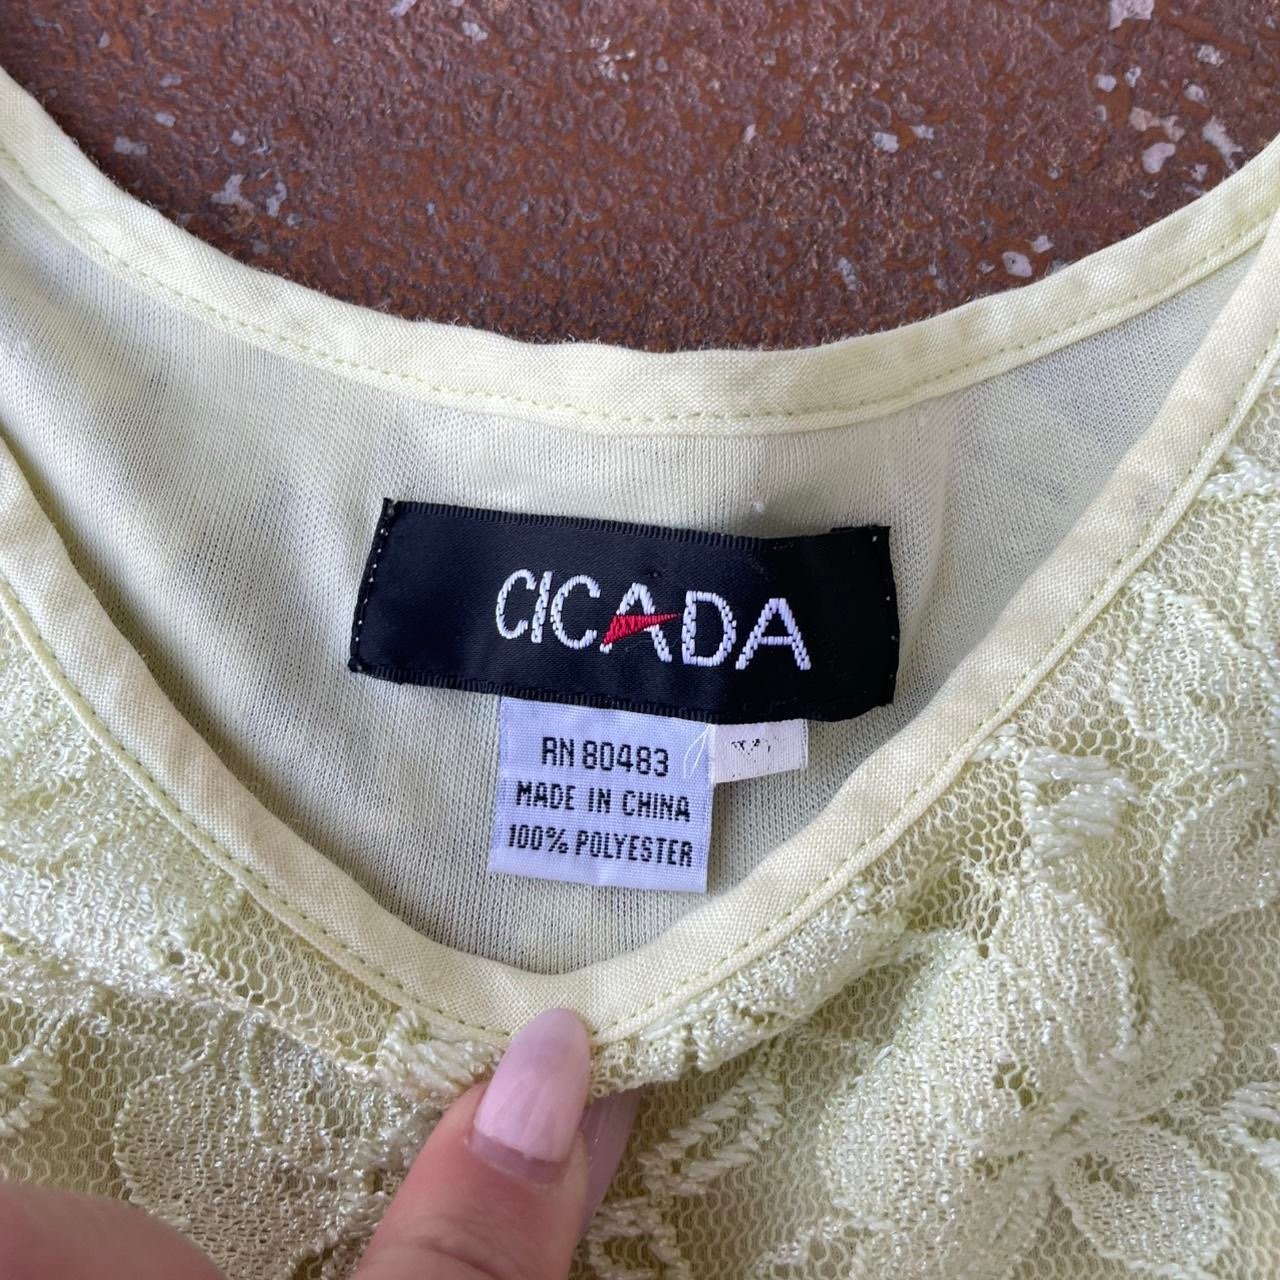 CICADA
RN 80483
MADE IN CHINA
100% POLYESTER